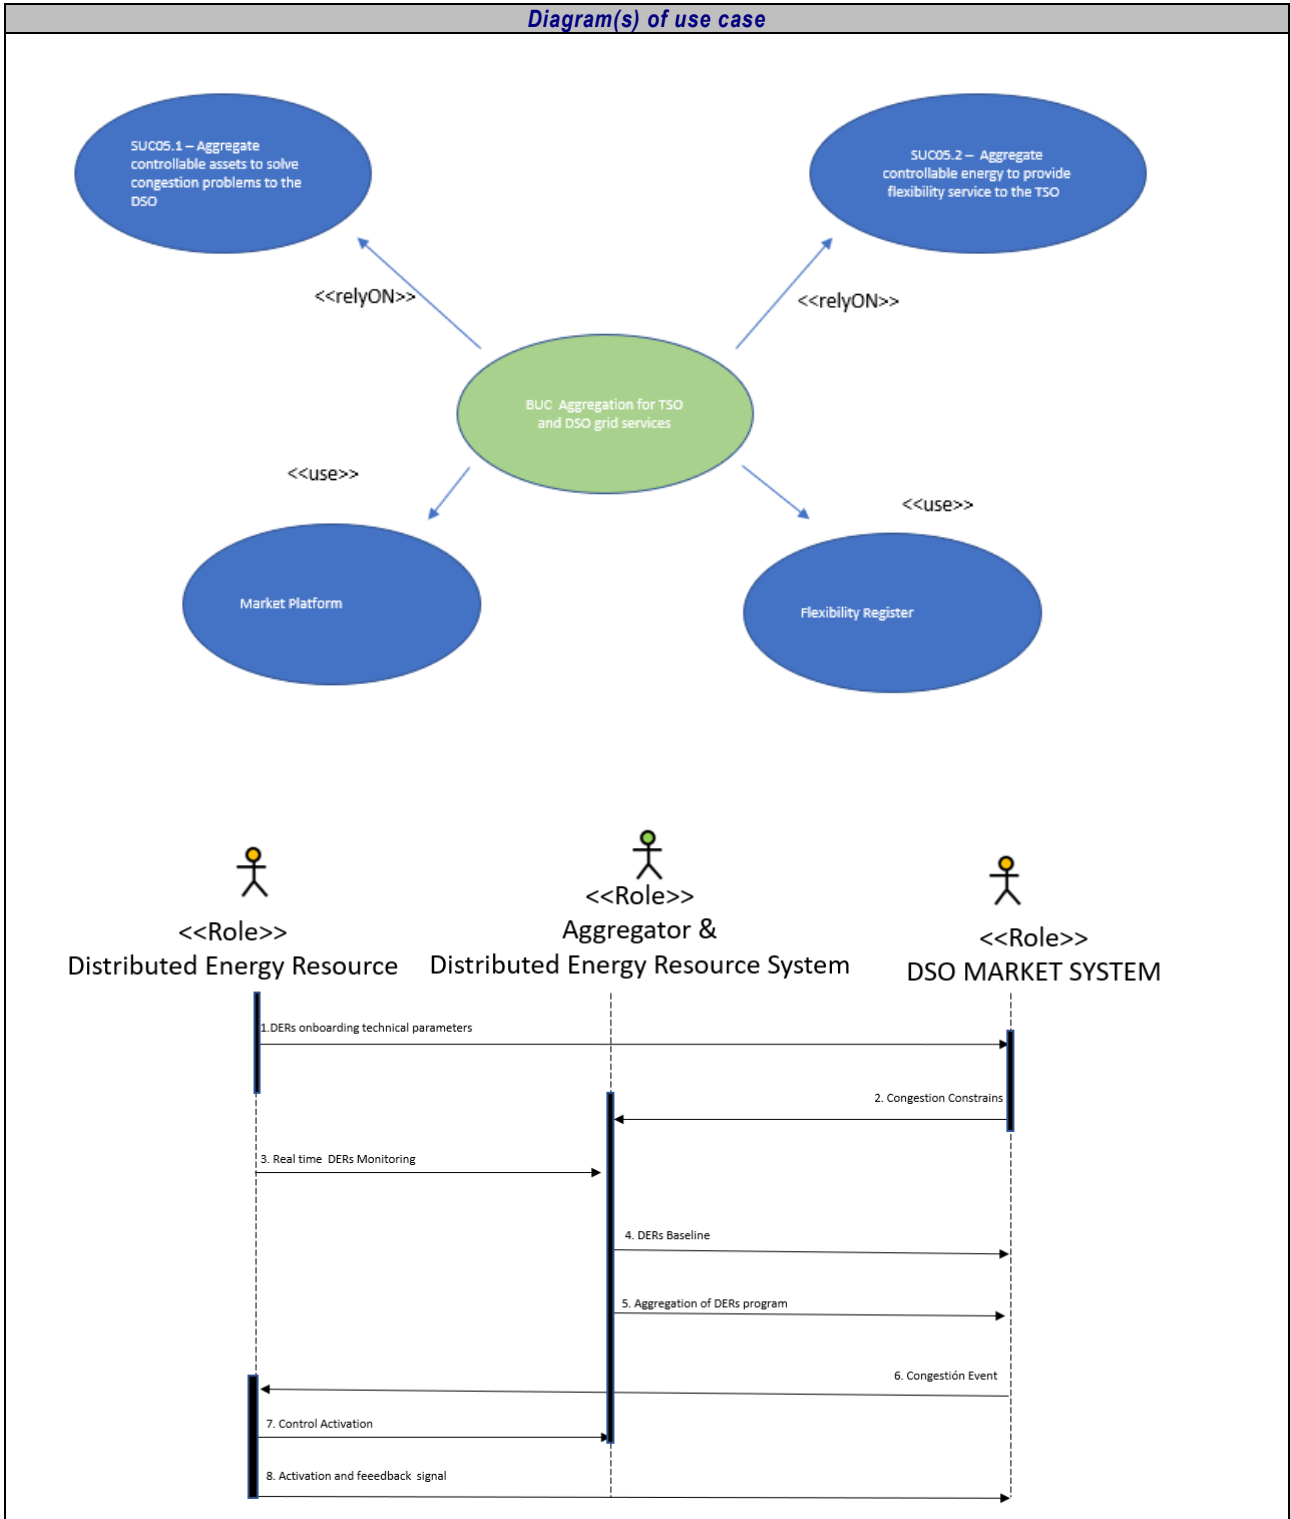 Diagram(s) of use case
SUC05.1 – Aggregate
controllable assets to solve
congestion problems to the
DSO
SUC05.2 – Aggregate
controllable energy to provide
flexibility service to the TSO
<<relyON>>
<<relyON>>
BUC Aggregation for TSO
and DSO grid services
<<use>>
<<use>>
Market Platform
Flexibility Register
<<Role>>
Distributed Energy Resource
<<Role>>
Aggregator &
Distributed Energy Resource System
<<Role>>
DSO MARKET SYSTEM
1.DERs onboarding technical parameters
2. Congestion Constrains
3. Real time DERs Monitoring
4. DERs Baseline
5. Aggregation of DERs program
6. Congestión Event
7. Control Activation
8. Activation and feeedback signal